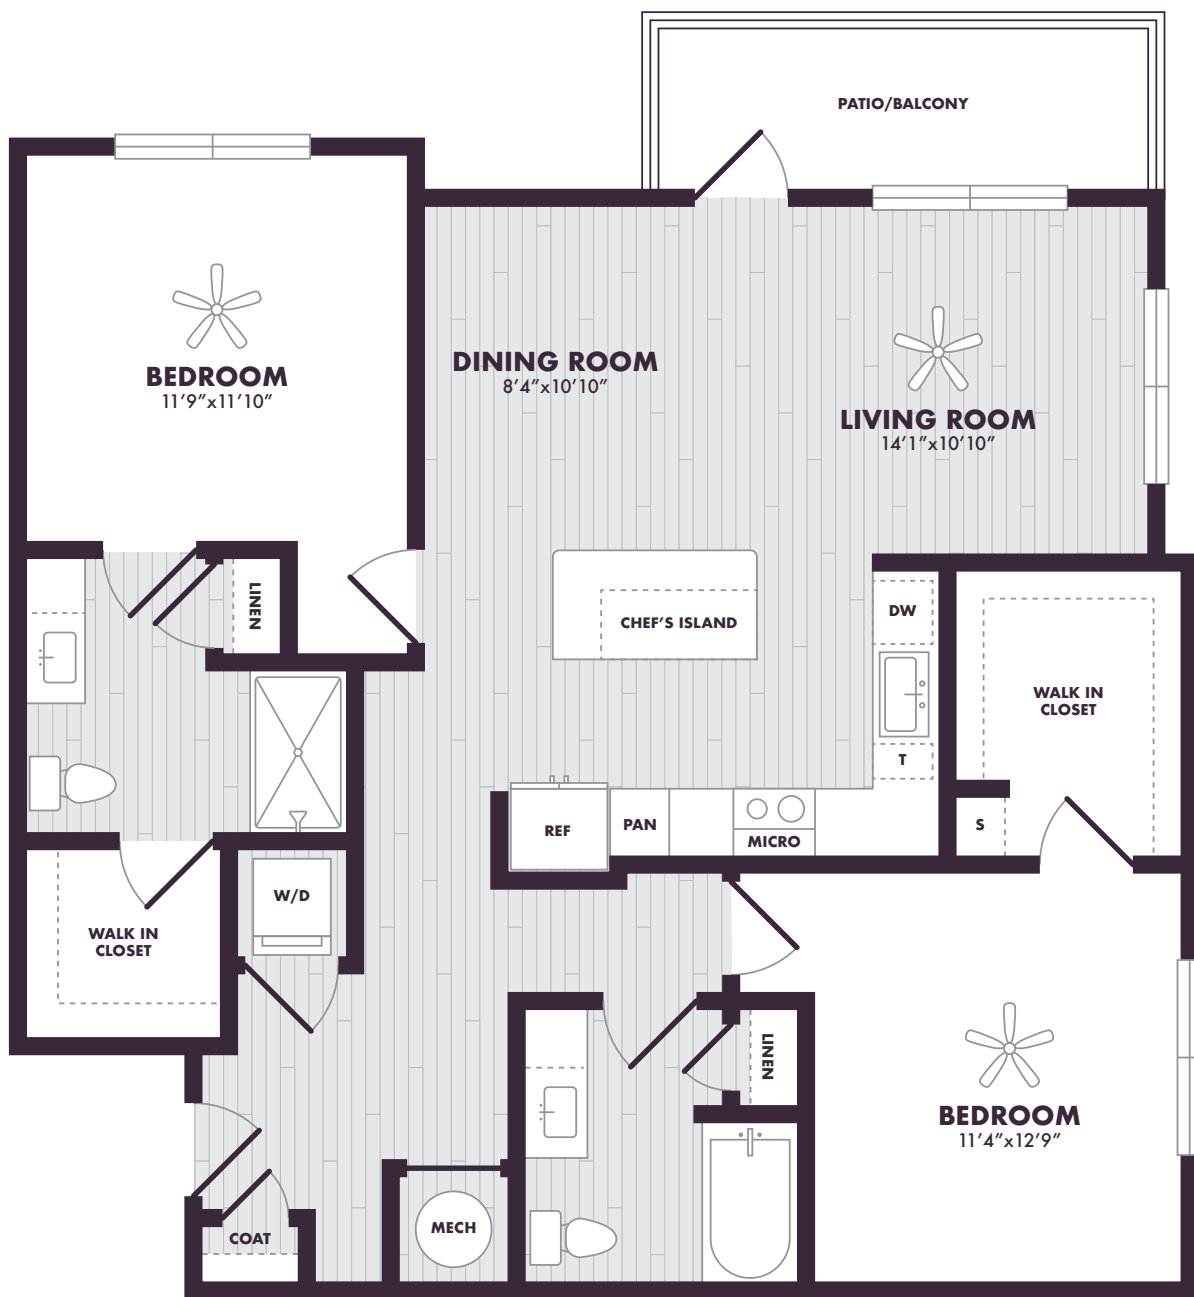 PATIO/BALCONY
BEDROOM
11’9”x11’10”
DINING ROOM
8’4”x10’10”
LIVING ROOM
14’1”x10’10”
LINEN
CHEF’S ISLAND
DW
WALK IN
CLOSET
T
REF
PAN
MICRO
S
W/D
WALK IN
CLOSET
LINEN
BEDROOM
11’4”x12’9”
MECH
COAT